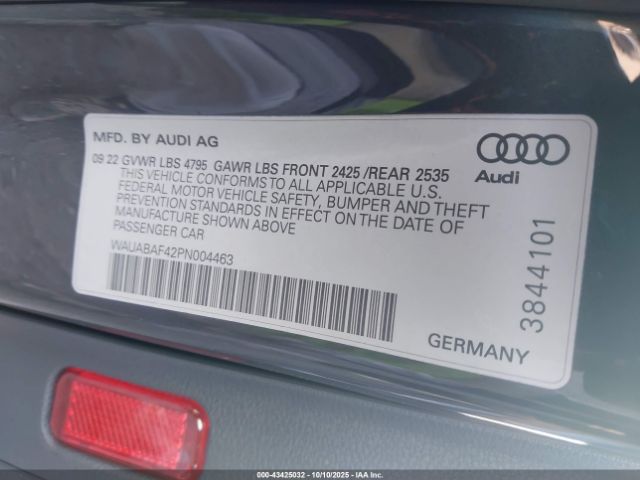 MFD. BY AUDI AG
09 22 GVWR LBS 4795 GAWR LBS FRONT 2425 /REAR 2535
THIS VEHICLE CONFORMS TO ALL APPLICABLE U.S.
FEDERAL MOTOR VEHICLE SAFETY, BUMPER AND THEFT
PREVENTION STANDARDS IN EFFECT ON THE DATE OF
MANUFACTURE SHOWN ABOVE
PASSENGER CAR
WAUABAF42PN004463
Audi
3844101
GERMANY
000-43425032 - 10/10/2025